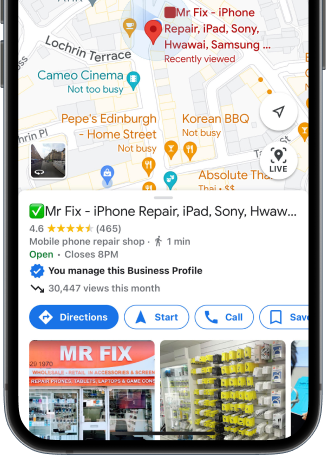 ATHK
Mr Fix - iPhone
Repair, iPad, Sony,
Hwawai, Samsung ...
Recently viewed
Lochrin Terrace
Cameo Cinema
Not too busy
Pepe's Edinburgh
- Home Street
Not busy
Korean BBQ
Not busy
hrin Pl
LIVE
Absolute Tha
Thai • $$
✅Mr Fix - iPhone Repair, iPad, Sony, Hwaw...
4.6 ★★★★★ (465)
Mobile phone repair shop · 1 min
Open • Closes 8PM
You manage this Business Profile
30,447 views this month
Directions
Start
Call
Save
MR FIX
WHOLESALE - RETAIL IN ACCESSORIES & SCREEN
REPAIR PHONES, TABLETS, LAPTOPS & GAME CONS